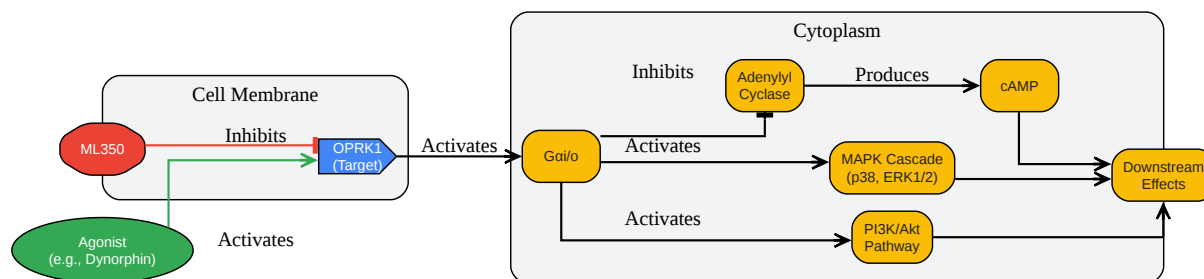 Cytoplasm
Cell Membrane
Inhibits
Adenylyl
Cyclase
Produces
cAMP
ML350
Inhibits
OPRK1
(Target)
Activates
Gαi/o
Activates
MAPK Cascade
(p38, ERK1/2)
Downstream
Effects
Agonist
(e.g., Dynorphin)
Activates
Activates
PI3K/Akt
Pathway